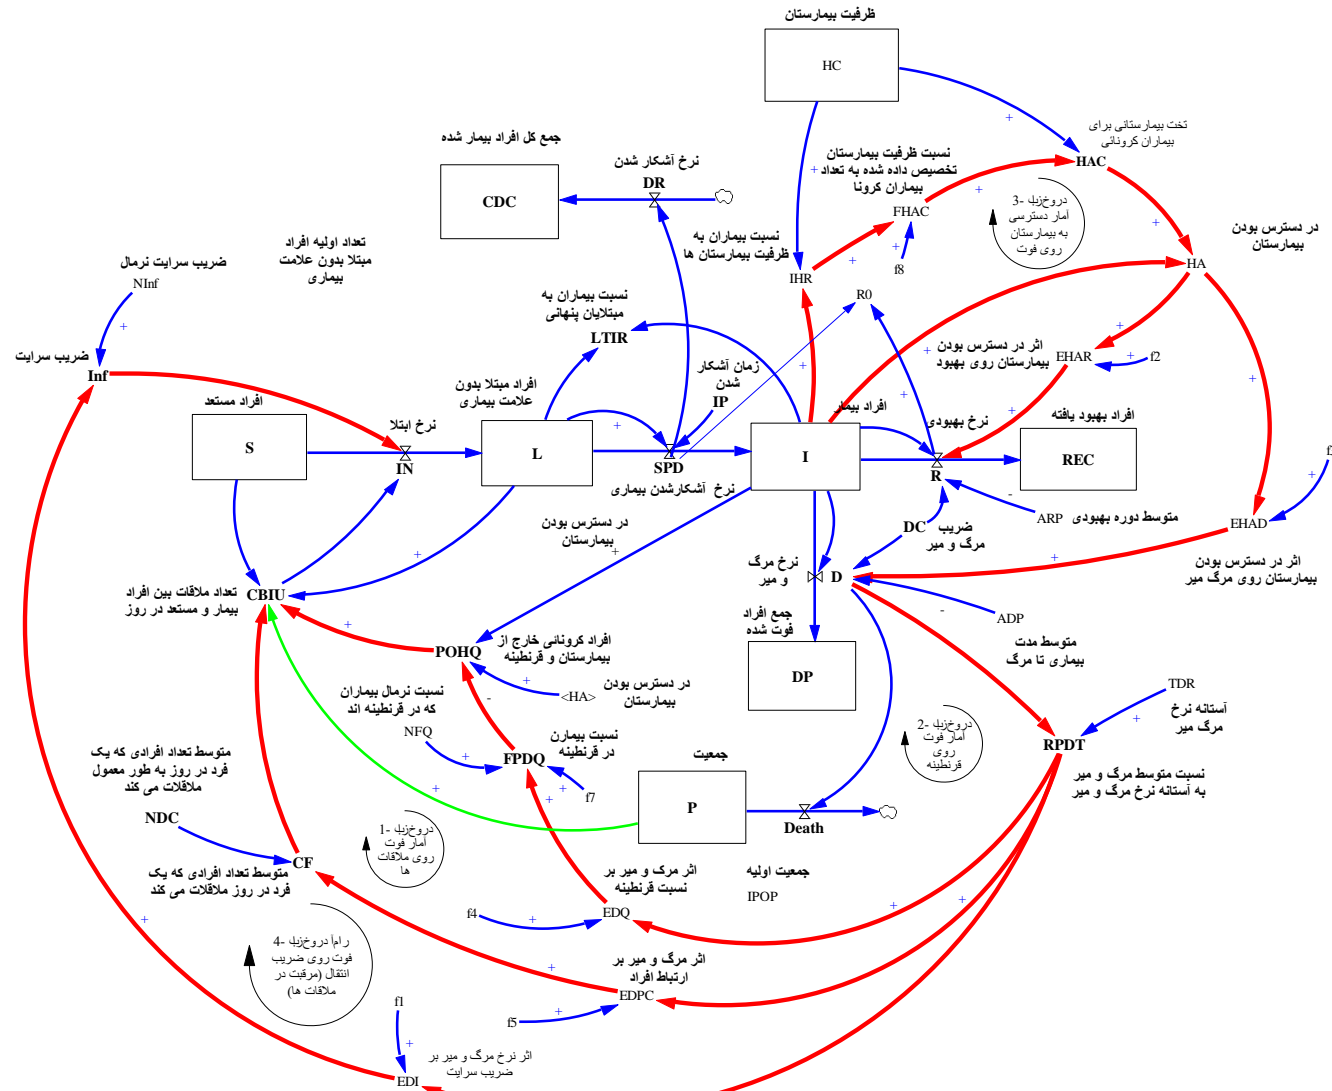 ظرفیت بیمارستان
HC
جمع کل افراد بیمار شده
CDC
نرخ آشکار شدن
DR
نسبت ظرفیت بیمارستان
تخصیص داده شده به تعداد
بیماران کرونا
FHAC
f8
تخت بیمارستانی برای
بیماران کرونائی
HAC
آمار دسترسی
به بیمارستان
روی فوت
در دسترس بودن
بیمارستان
HA
نسبت بیماران به
ظرفیت بیمارستان ها
IHR
R0
تعداد اولیه افراد
مبتلا بدون علامت
بیماری
ضریب سرایت نرمال
NInf
ضریب سرایت
Inf
نسبت بیماران به
مبتلایان پنهانی
LTIR
زمان آشکار
شدن
IP
اثر در دسترس بودن
بیمارستان روی بهبود
EHAR
f2
افراد مستعد
S
نرخ ابتلا
IN
افراد مبتلا بدون
علامت بیماری
L
SPD
نرخ آشکارشدن بیماری
افراد بیمار
I
نرخ بهبودی
R
افراد بهبود یافته
REC
ARP
متوسط دوره بهبودی
EHAD
اثر در دسترس بودن
بیمارستان روی مرگ میر
DC
ضریب
مرگ و میر
در دسترس بودن
بیمارستان
نرخ مرگ
و میر
D
ADP
متوسط مدت
بیماری تا مرگ
تعداد ملاقات بین افراد
بیمار و مستعد در روز
CBIU
جمع افراد
فوت شده
DP
افراد کرونائی خارج از
بیمارستان و قرنطینه
POHQ
<HA>
در دسترس بودن
بیمارستان
TDR
آستانه نرخ
مرگ میر
RPDT
نسبت متوسط مرگ و میر
به آستانه نرخ مرگ و میر
نسبت نرمال بیماران
که در قرنطینه اند
NFQ
نسبت بیمارن
در قرنطینه
FPDQ
f7
آمار فوت
روی
قرنطینه
جمعیت
P
Death
متوسط تعداد افرادی که یک
فرد در روز به طور معمول
ملاقلات می کند
NDC
CF
متوسط تعداد افرادی که یک
فرد در روز ملاقلات می کند
آمار فوت
روی ملاقات
ها
جمعیت اولیه
IPOP
اثر مرگ و میر بر
نسبت قرنطینه
EDQ
f4
فوت روی ضریب
انتقال (مرقبت در
ملاقات ها)
اثر مرگ و میر بر
ارتباط افراد
EDPC
f5
f1
اثر نرخ مرگ و میر بر
ضریب سرایت
EDI